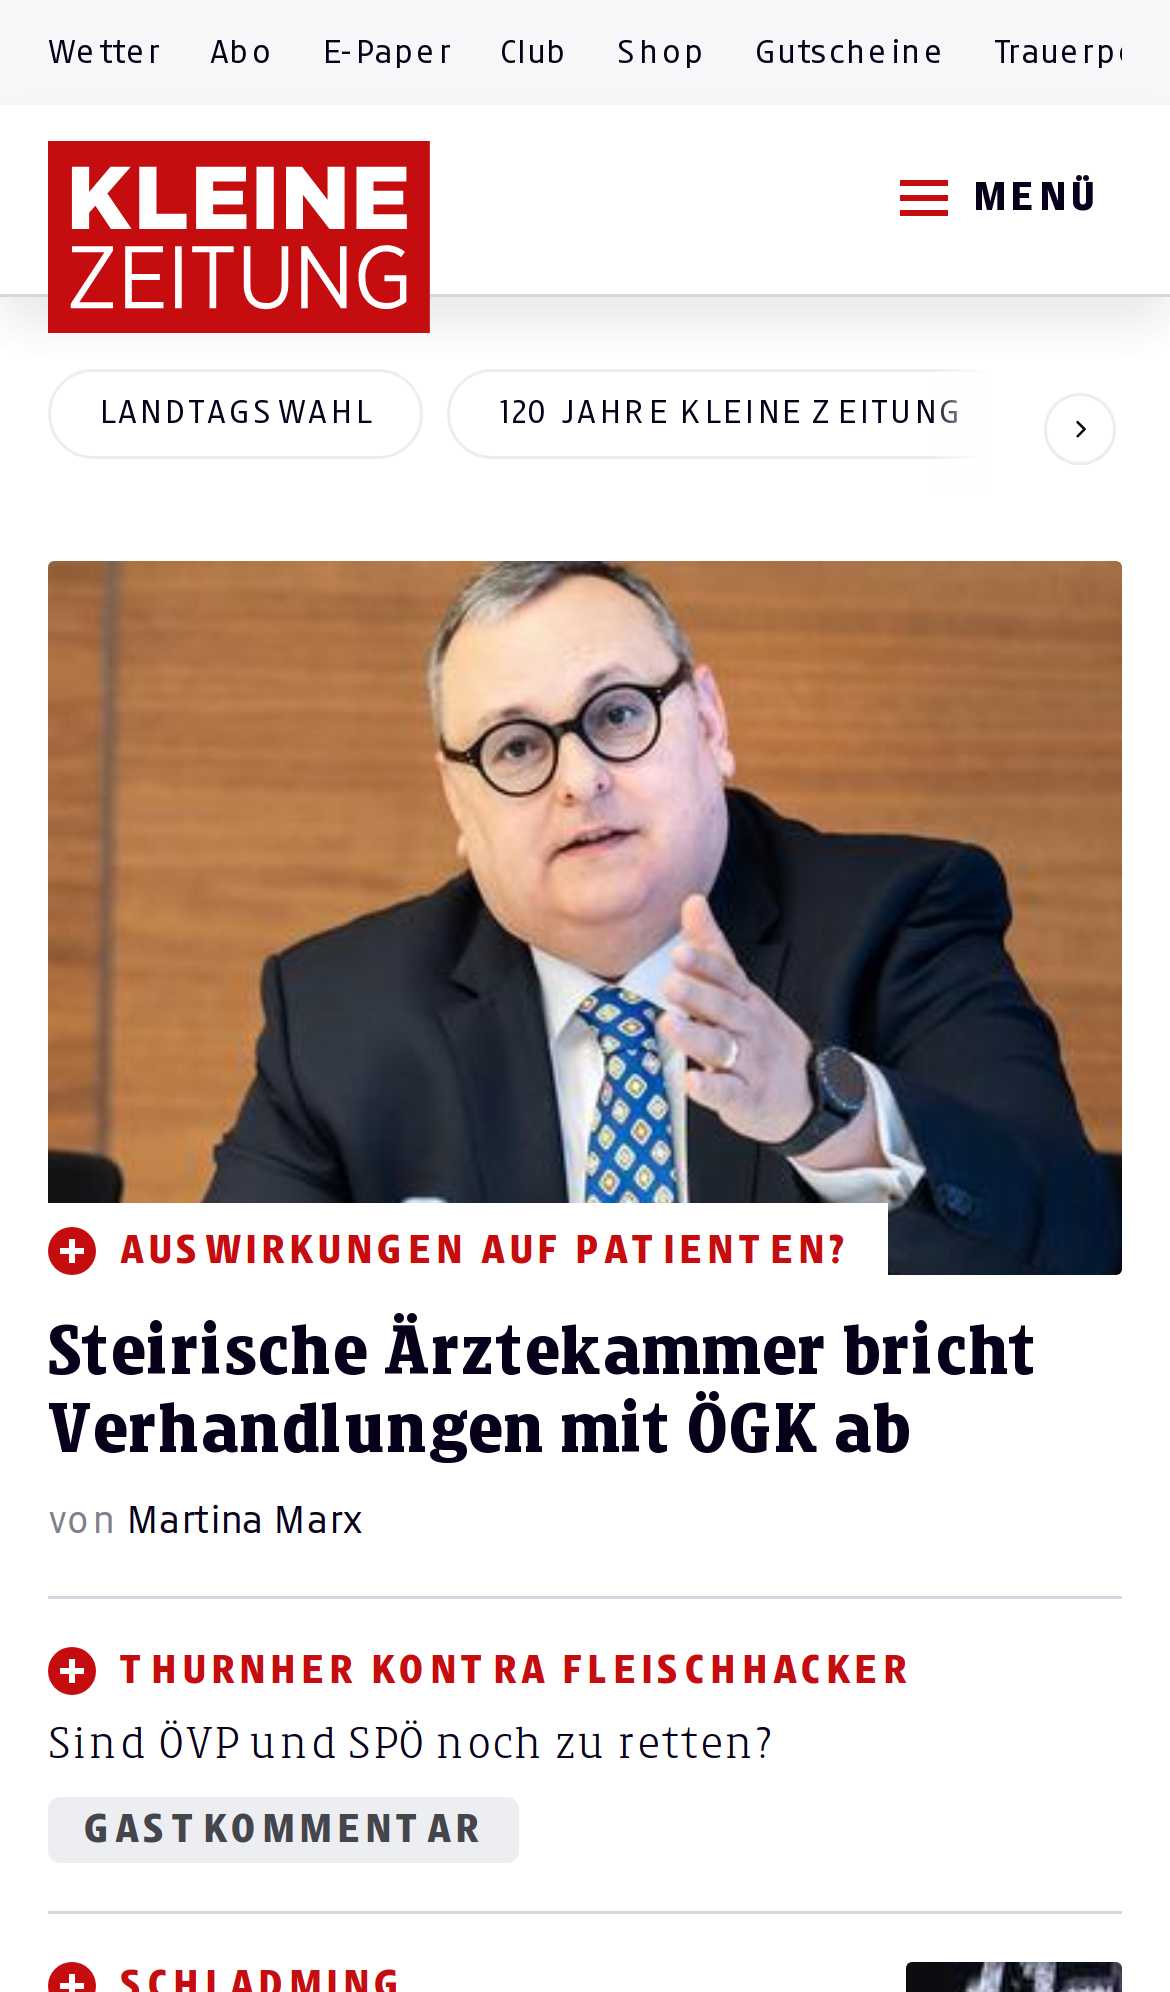 Wetter Abo E-Paper Club Shop Gutscheine
KLEINE
ZEITUNG
MENÜ
LANDTAGSWAHL 120 JAHRE KLEINE ZEITUNG
AUSWIRKUNGEN AUF PATIENTEN?
Steirische Ärztekammer bricht
Verhandlungen mit ÖGK ab
von Martina Marx
THURNHER KONTRA FLEISCHHACKER
Sind ÖVP und SPÖ noch zu retten?
GASTKOMMENTAR
SCHLADMING